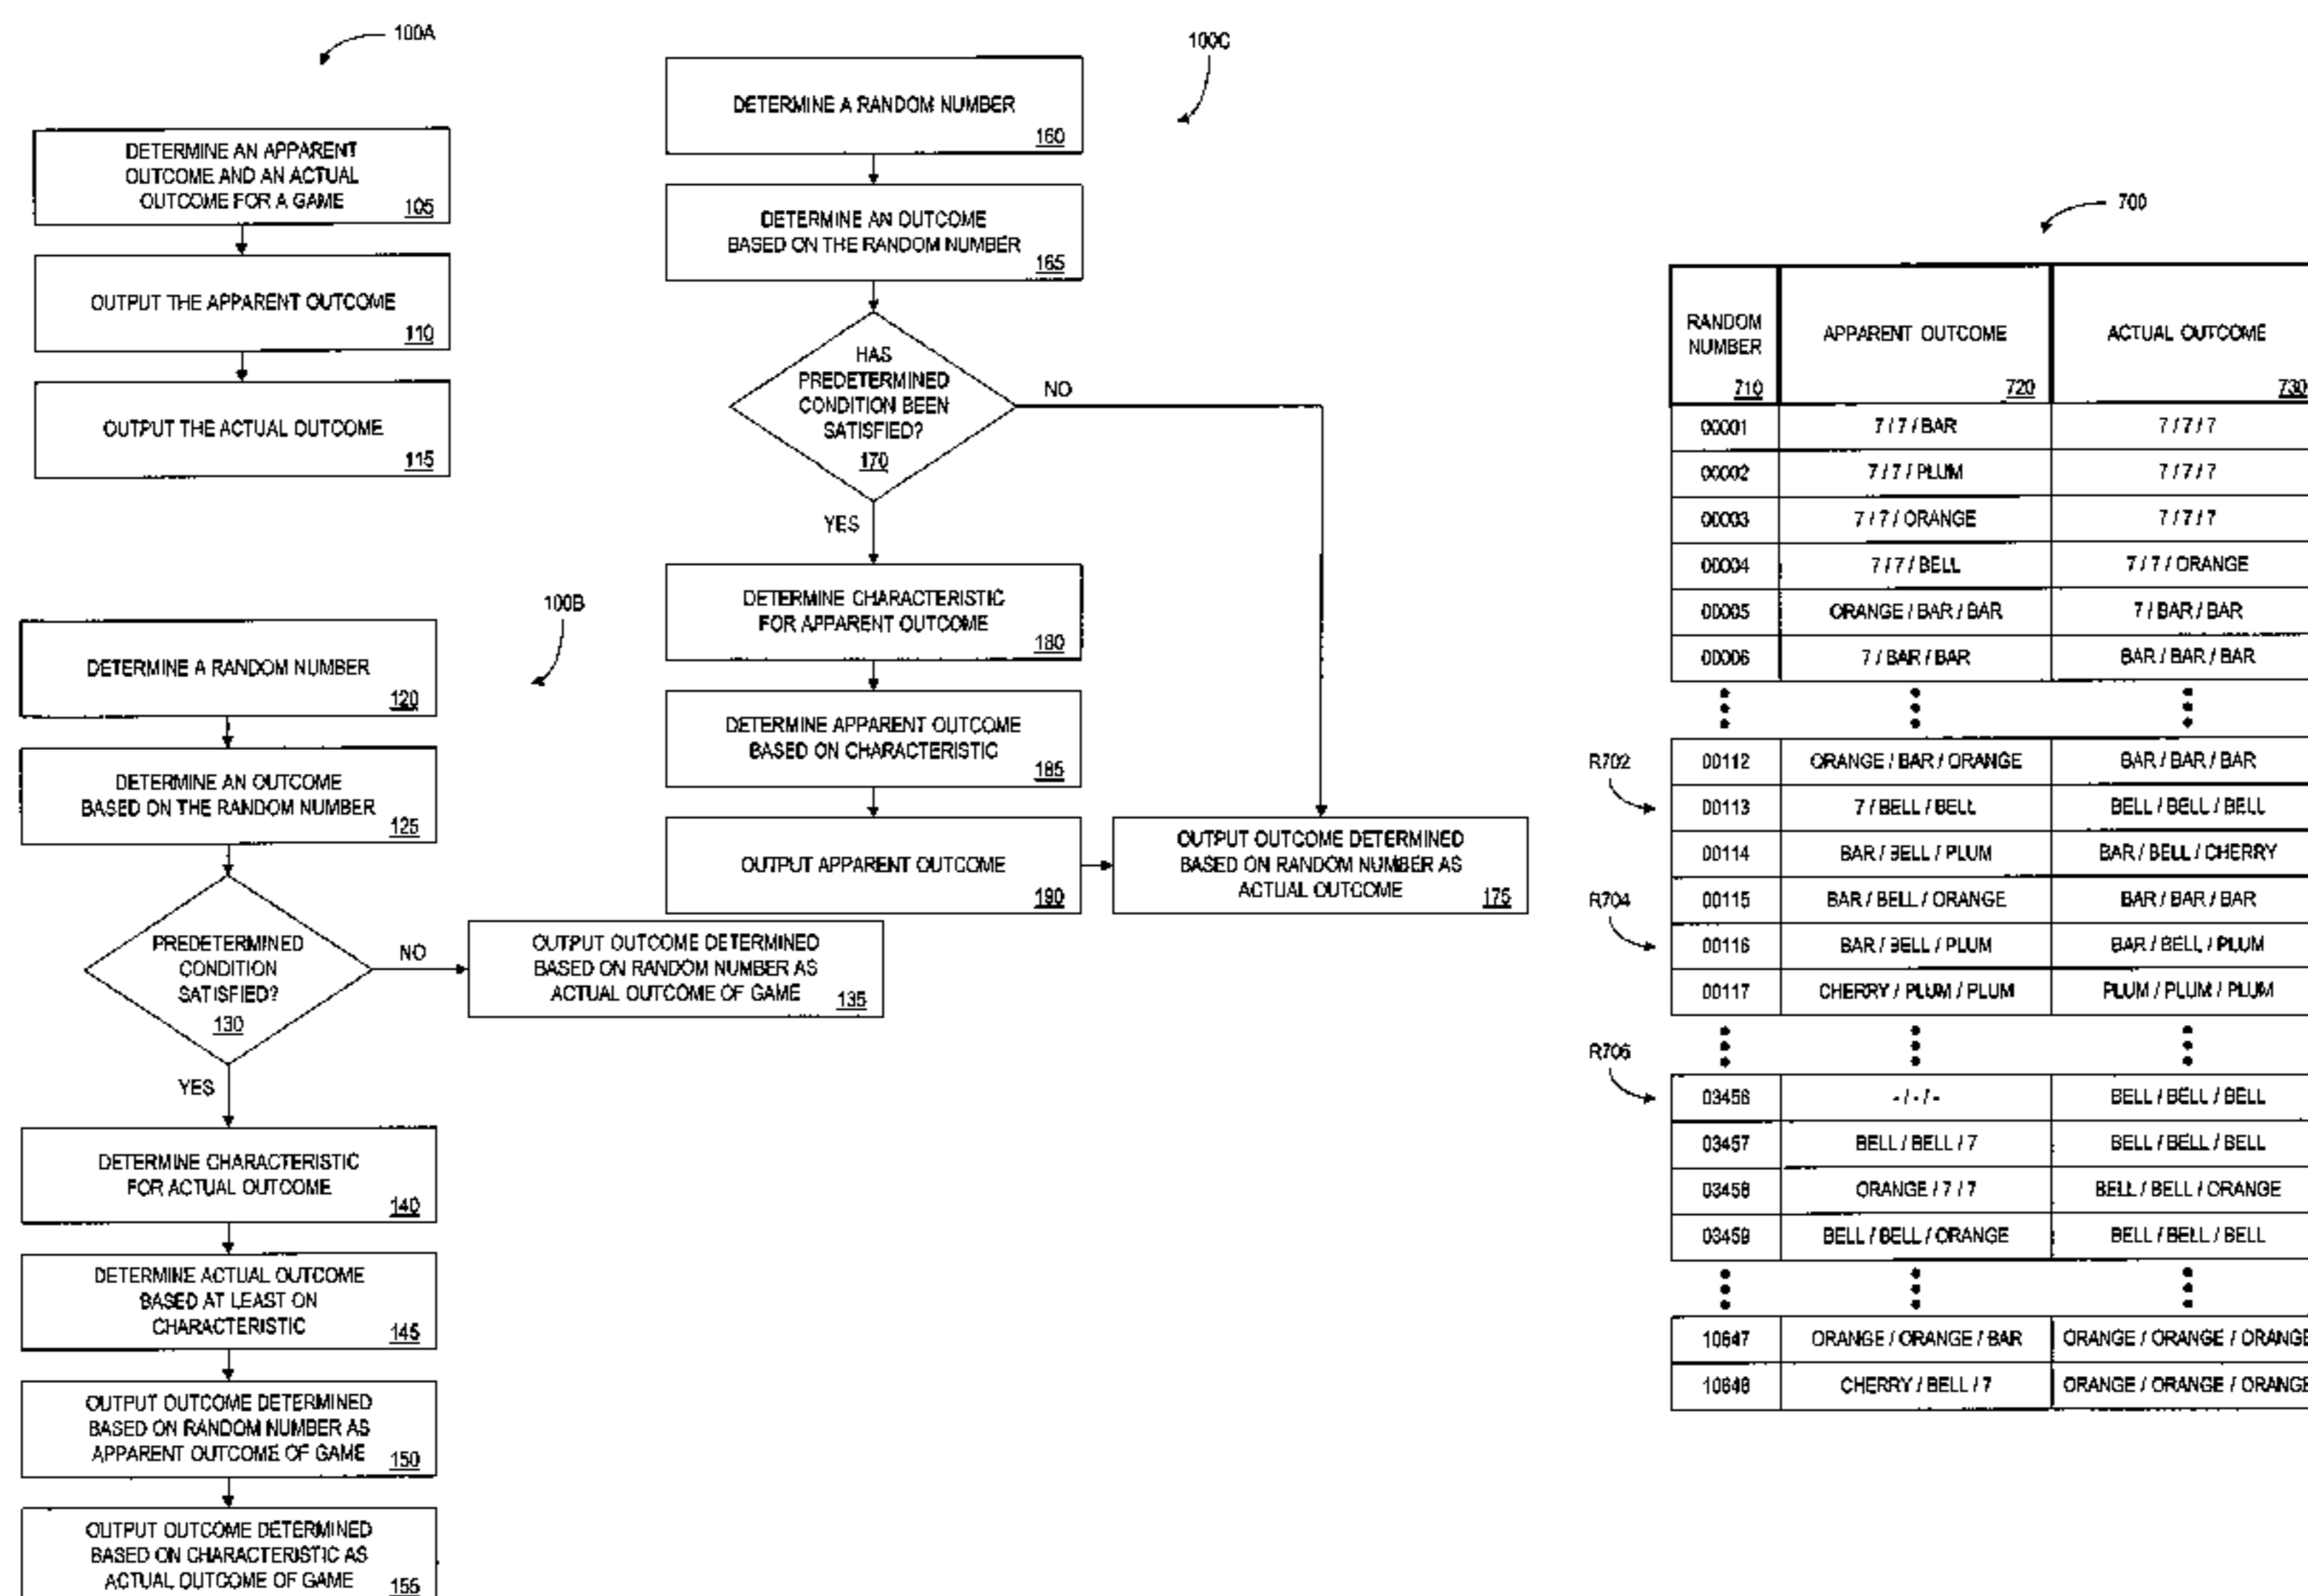 100A
DETERMINE AN APPARENT
OUTCOME AND AN ACTUAL
OUTCOME FOR A GAME
105
OUTPUT THE APPARENT OUTCOME
110
OUTPUT THE ACTUAL OUTCOME
115
100B
DETERMINE A RANDOM NUMBER
120
DETERMINE AN OUTCOME
BASED ON THE RANDOM NUMBER
125
PREDETERMINED
CONDITION
SATISFIED?
130
NO
OUTPUT OUTCOME DETERMINED
BASED ON RANDOM NUMBER AS
ACTUAL OUTCOME OF GAME
135
YES
DETERMINE CHARACTERISTIC
FOR ACTUAL OUTCOME
140
DETERMINE ACTUAL OUTCOME
BASED AT LEAST ON
CHARACTERISTIC
145
OUTPUT OUTCOME DETERMINED
BASED ON RANDOM NUMBER AS
APPARENT OUTCOME OF GAME
150
OUTPUT OUTCOME DETERMINED
BASED ON CHARACTERISTIC AS
ACTUAL OUTCOME OF GAME
155
100C
DETERMINE A RANDOM NUMBER
160
DETERMINE AN OUTCOME
BASED ON THE RANDOM NUMBER
165
HAS
PREDETERMINED
CONDITION BEEN
SATISFIED?
170
NO
YES
DETERMINE CHARACTERISTIC
FOR APPARENT OUTCOME
180
DETERMINE APPARENT OUTCOME
BASED ON CHARACTERISTIC
185
OUTPUT APPARENT OUTCOME
190
OUTPUT OUTCOME DETERMINED
BASED ON RANDOM NUMBER AS
ACTUAL OUTCOME
175
700
RANDOM
NUMBER
710
APPARENT OUTCOME
720
ACTUAL OUTCOME
730
00001 7 / 7 / BAR 7 / 7 / 7
00002 7 / 7 / PLUM 7 / 7 / 7
00003 7 / 7 / ORANGE 7 / 7 / 7
00004 7 / 7 / BELL 7 / 7 / ORANGE
00005 ORANGE / BAR / BAR 7 / BAR / BAR
00006 7 / BAR / BAR BAR / BAR / BAR
R702
00112 ORANGE / BAR / ORANGE BAR / BAR / BAR
00113 7 / BELL / BELL BELL / BELL / BELL
00114 BAR / BELL / PLUM BAR / BELL / CHERRY
R704
00115 BAR / BELL / ORANGE BAR / BAR / BAR
00116 BAR / BELL / PLUM BAR / BELL / PLUM
00117 CHERRY / PLUM / PLUM PLUM / PLUM / PLUM
R706
03456 - / - / - BELL / BELL / BELL
03457 BELL / BELL / 7 BELL / BELL / BELL
03458 ORANGE / 7 / 7 BELL / BELL / ORANGE
03459 BELL / BELL / ORANGE BELL / BELL / BELL
10647 ORANGE / ORANGE / BAR ORANGE / ORANGE / ORANGE
10648 CHERRY / BELL / 7 ORANGE / ORANGE / ORANGE